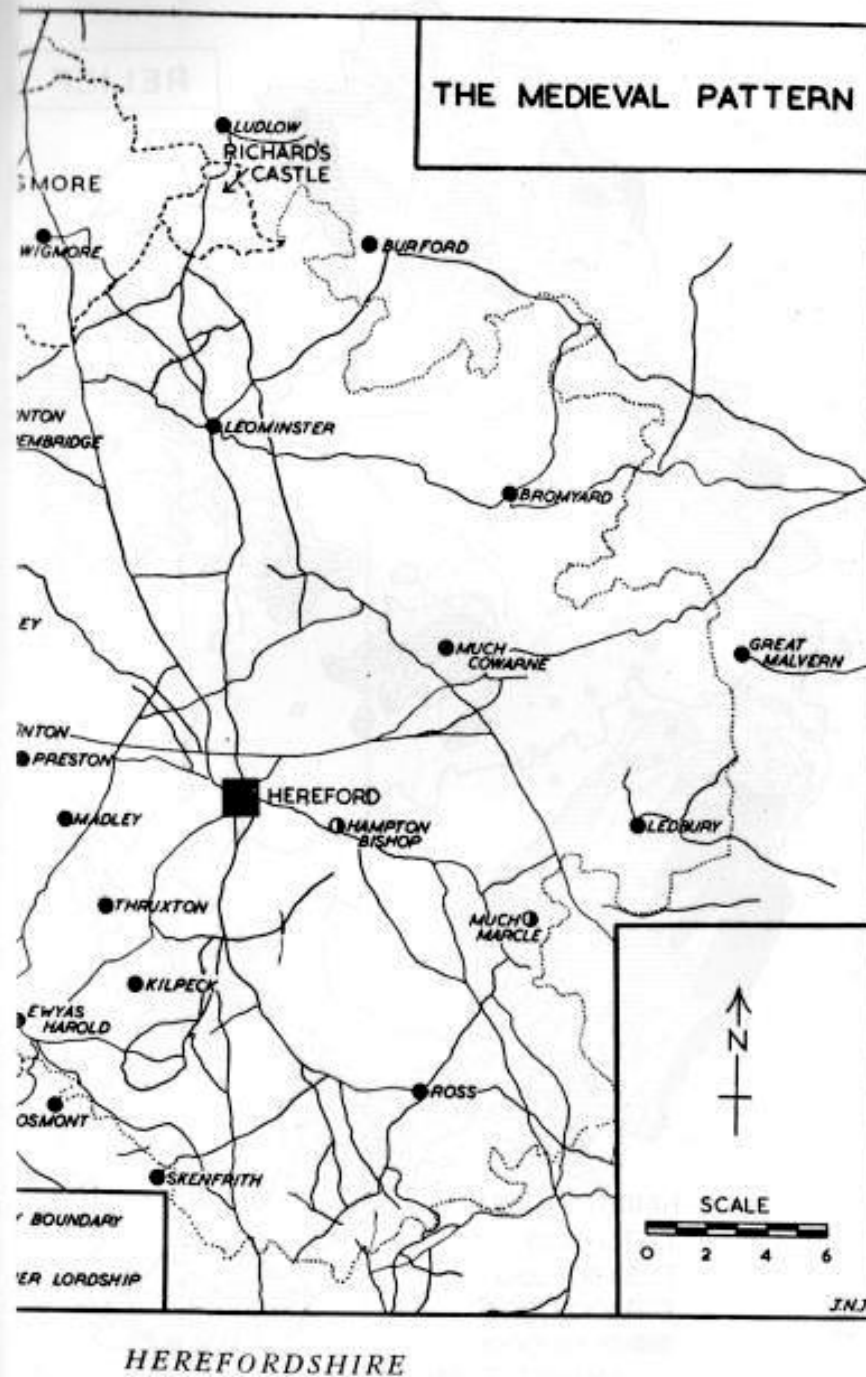 THE MEDIEVAL PATTERN
LUDLOW
RICHARD'S
CASTLE
GMORE
WIGMORE
BURFORD
NTON
EMBRIDGE
LEOMINSTER
BROMYARD
EY
MUCH
COWARNE
GREAT
MALVERN
NTON
PRESTON
HEREFORD
MADLEY
HAMPTON
BISHOP
LEDBURY
THRUXTON
MUCH
MARCLE
KILPECK
EWYAS
HAROLD
N
ROSS
OSMONT
SKENFRITH
SCALE
0 2 4 6
Y BOUNDARY
ER LORDSHIP
J.N.J
HEREFORDSHIRE